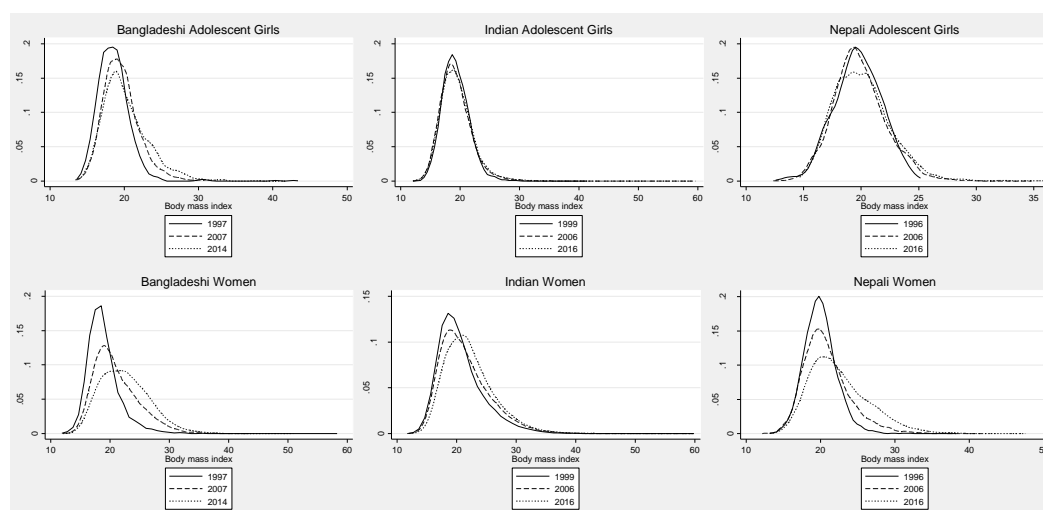 Bangladeshi Adolescent Girls
0 .05 .1 .15 .2
10 20 30 40 50
Body mass index
1997
2007
2014
Indian Adolescent Girls
0 .05 .1 .15 .2
10 20 30 40 50 60
Body mass index
1999
2006
2016
Nepali Adolescent Girls
0 .05 .1 .15 .2
10 15 20 25 30 35
Body mass index
1996
2006
2016
Bangladeshi Women
0 .05 .1 .15 .2
10 20 30 40 50 60
Body mass index
1997
2007
2014
Indian Women
0 .05 .1 .15
10 20 30 40 50 60
Body mass index
1999
2006
2016
Nepali Women
0 .05 .1 .15 .2
10 20 30 40
Body mass index
1996
2006
2016